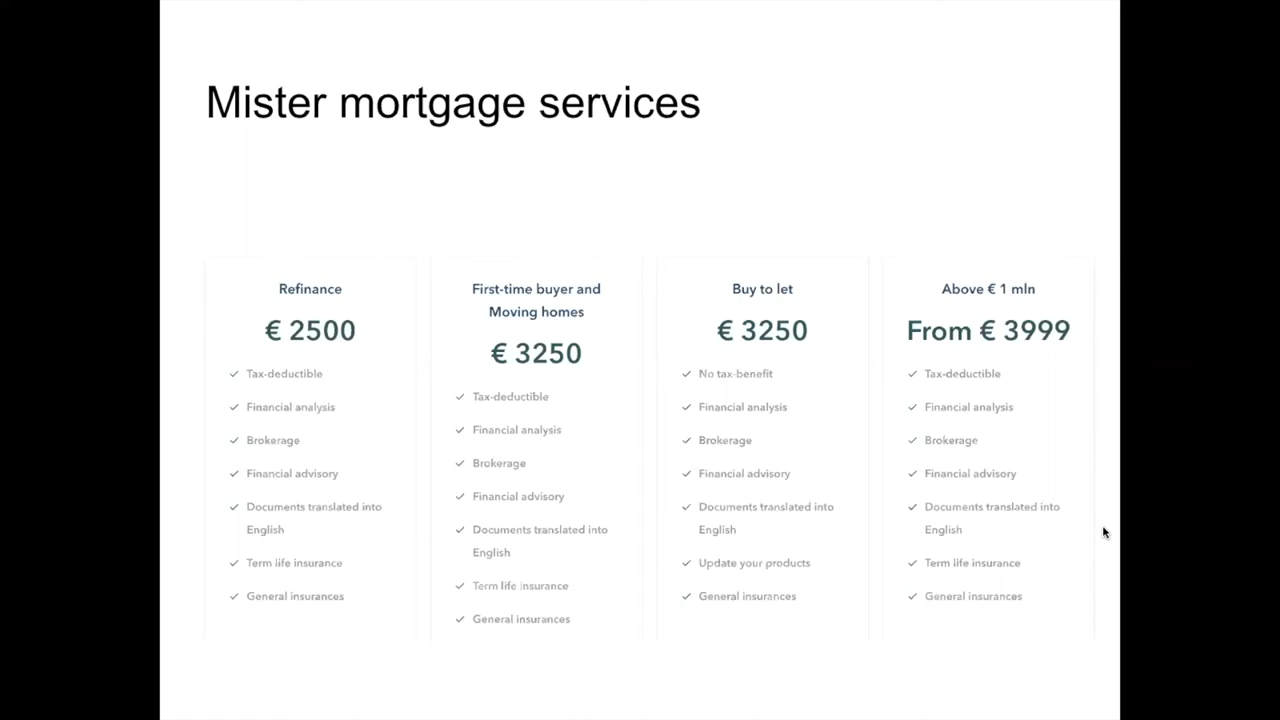 Mister mortgage services
Refinance
€ 2500
Tax-deductible
Financial analysis
Brokerage
Financial advisory
Documents translated into
English
Term life insurance
General insurances
First-time buyer and
Moving homes
€ 3250
Tax-deductible
Financial analysis
Brokerage
Financial advisory
Documents translated into
English
Term life insurance
General insurances
Buy to let
€ 3250
No tax-benefit
Financial analysis
Brokerage
Financial advisory
Documents translated into
English
Update your products
General insurances
Above € 1 mln
From € 3999
Tax-deductible
Financial analysis
Brokerage
Financial advisory
Documents translated into
English
Term life insurance
General insurances